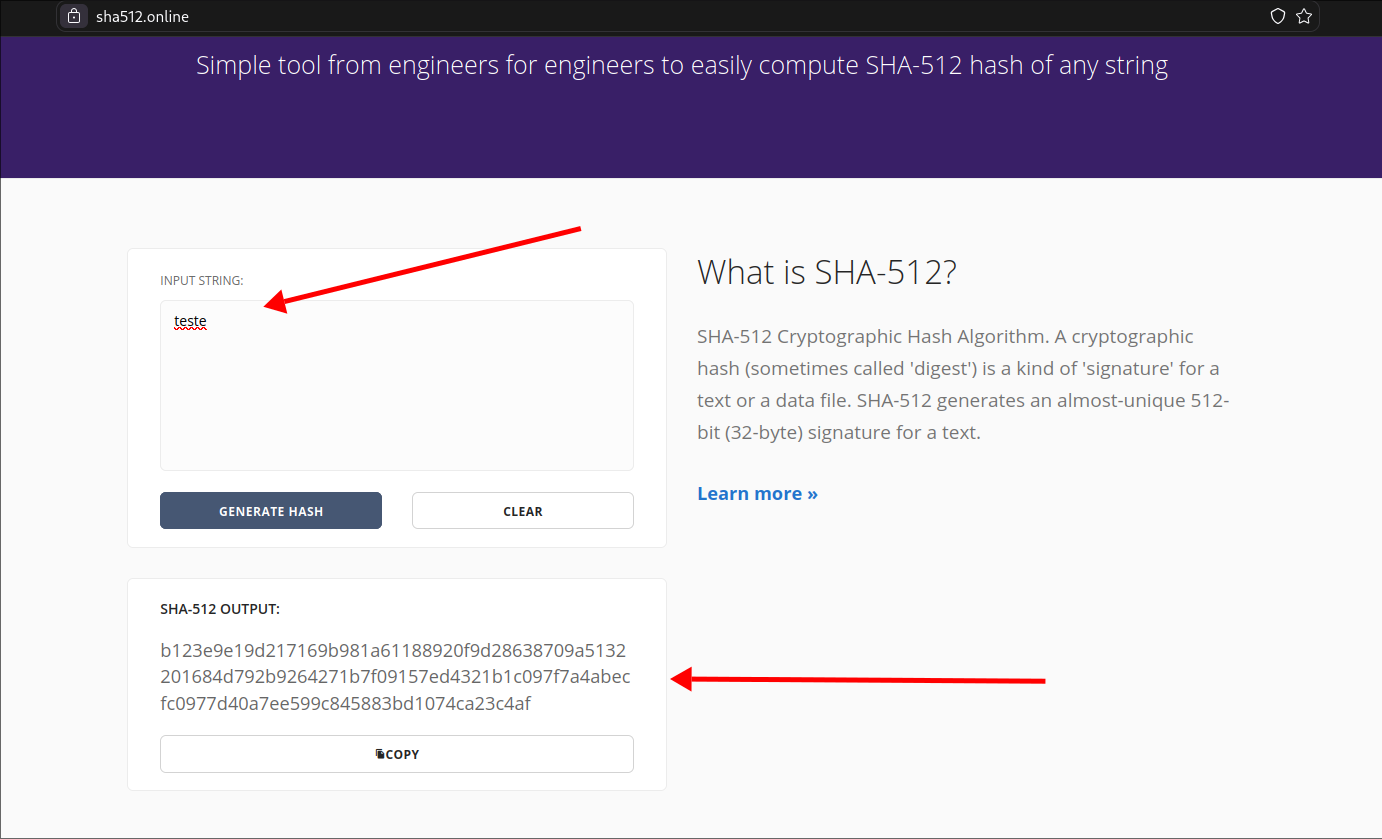 sha512.online
Simple tool from engineers for engineers to easily compute SHA-512 hash of any string
INPUT STRING:
teste
GENERATE HASH
CLEAR
SHA-512 OUTPUT:
b123e9e19d217169b981a61188920f9d28638709a5132
201684d792b9264271b7f09157ed4321b1c097f7a4abec
fc0977d40a7ee599c845883bd1074ca23c4af
COPY
What is SHA-512?
SHA-512 Cryptographic Hash Algorithm. A cryptographic
hash (sometimes called 'digest') is a kind of 'signature' for a
text or a data file. SHA-512 generates an almost-unique 512-
bit (32-byte) signature for a text.
Learn more »